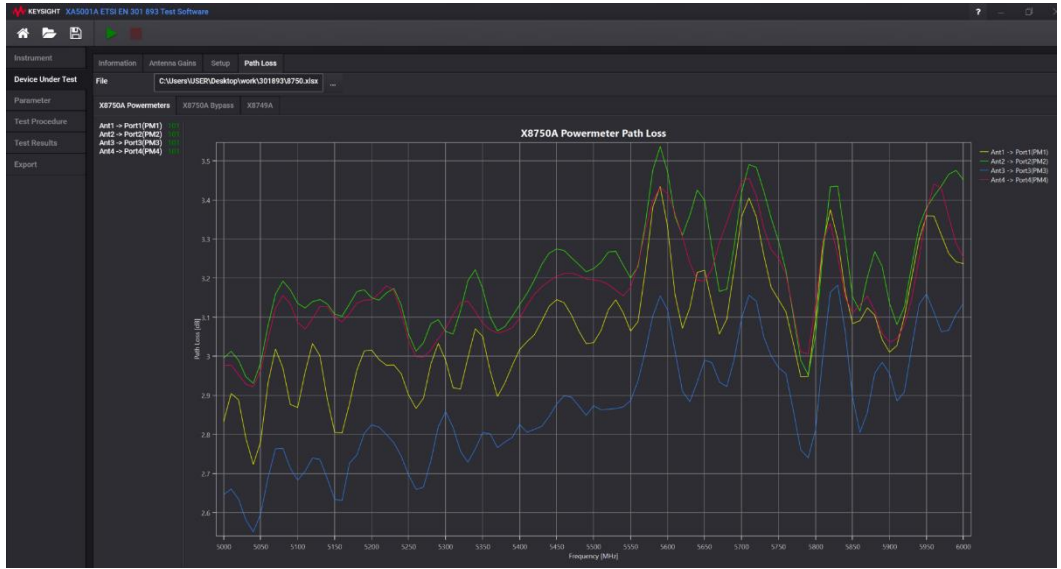 KEYSIGHT XA5001A ETSI EN 301 893 Test Software
?
Instrument
Device Under Test
Parameter
Test Procedure
Test Results
Export
Information Antenna Gains Setup Path Loss
File C:\Users\USER\Desktop\work\301893\8750.xlsx ...
X8750A Powermeters X8750A Bypass X8749A
Ant1 -> Port1(PM1) 101
Ant2 -> Port2(PM2) 101
Ant3 -> Port3(PM3) 101
Ant4 -> Port4(PM4) 101
X8750A Powermeter Path Loss
Ant1 -> Port1(PM1)
Ant2 -> Port2(PM2)
Ant3 -> Port3(PM3)
Ant4 -> Port4(PM4)
Path Loss [dB]
3.5
3.4
3.3
3.2
3.1
3
2.9
2.8
2.7
2.6
5000 5050 5100 5150 5200 5250 5300 5350 5400 5450 5500 5550 5600 5650 5700 5750 5800 5850 5900 5950 6000
Frequency [MHz]